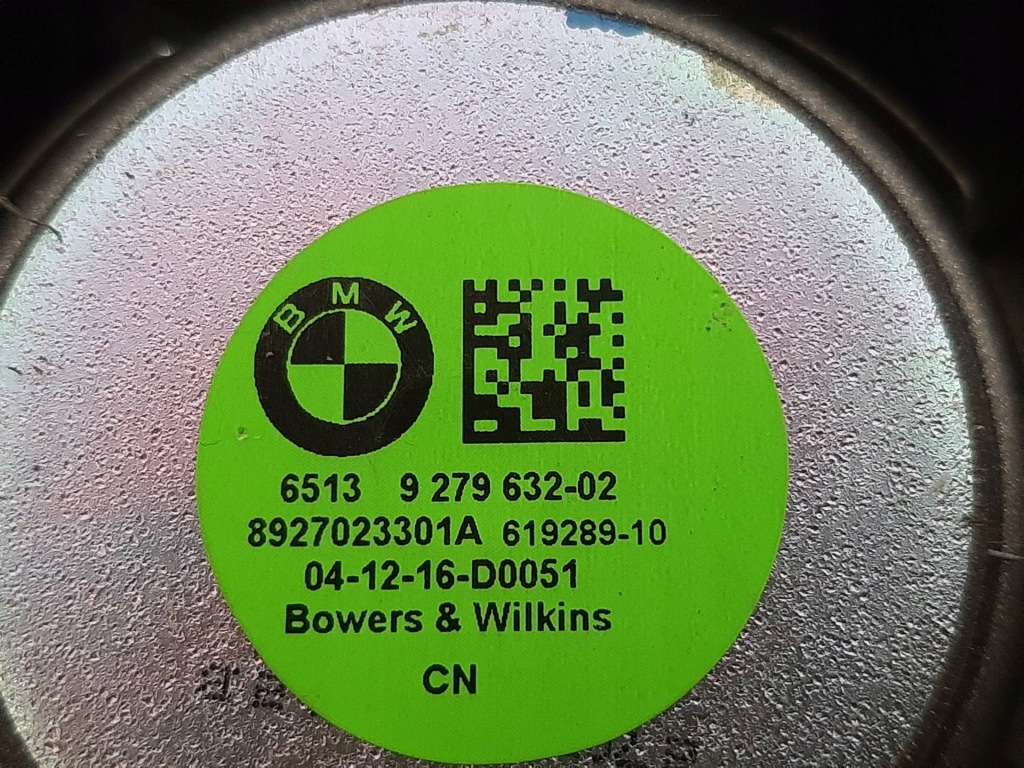 BMW
6513 9 279 632-02
8927023301A 619289-10
04-12-16-D0051
Bowers & Wilkins
CN